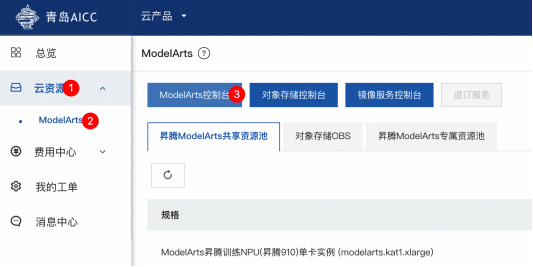 青岛AICC
云产品
总览
云资源 1
ModelArts 2
费用中心
我的工单
消息中心
ModelArts ?
ModelArts控制台 3 对象存储控制台 镜像服务控制台 退订服务
昇腾ModelArts共享资源池 对象存储OBS 昇腾ModelArts专属资源池
规格
ModelArts昇腾训练NPU(昇腾910)单卡实例 (modelarts.kat1.xlarge)